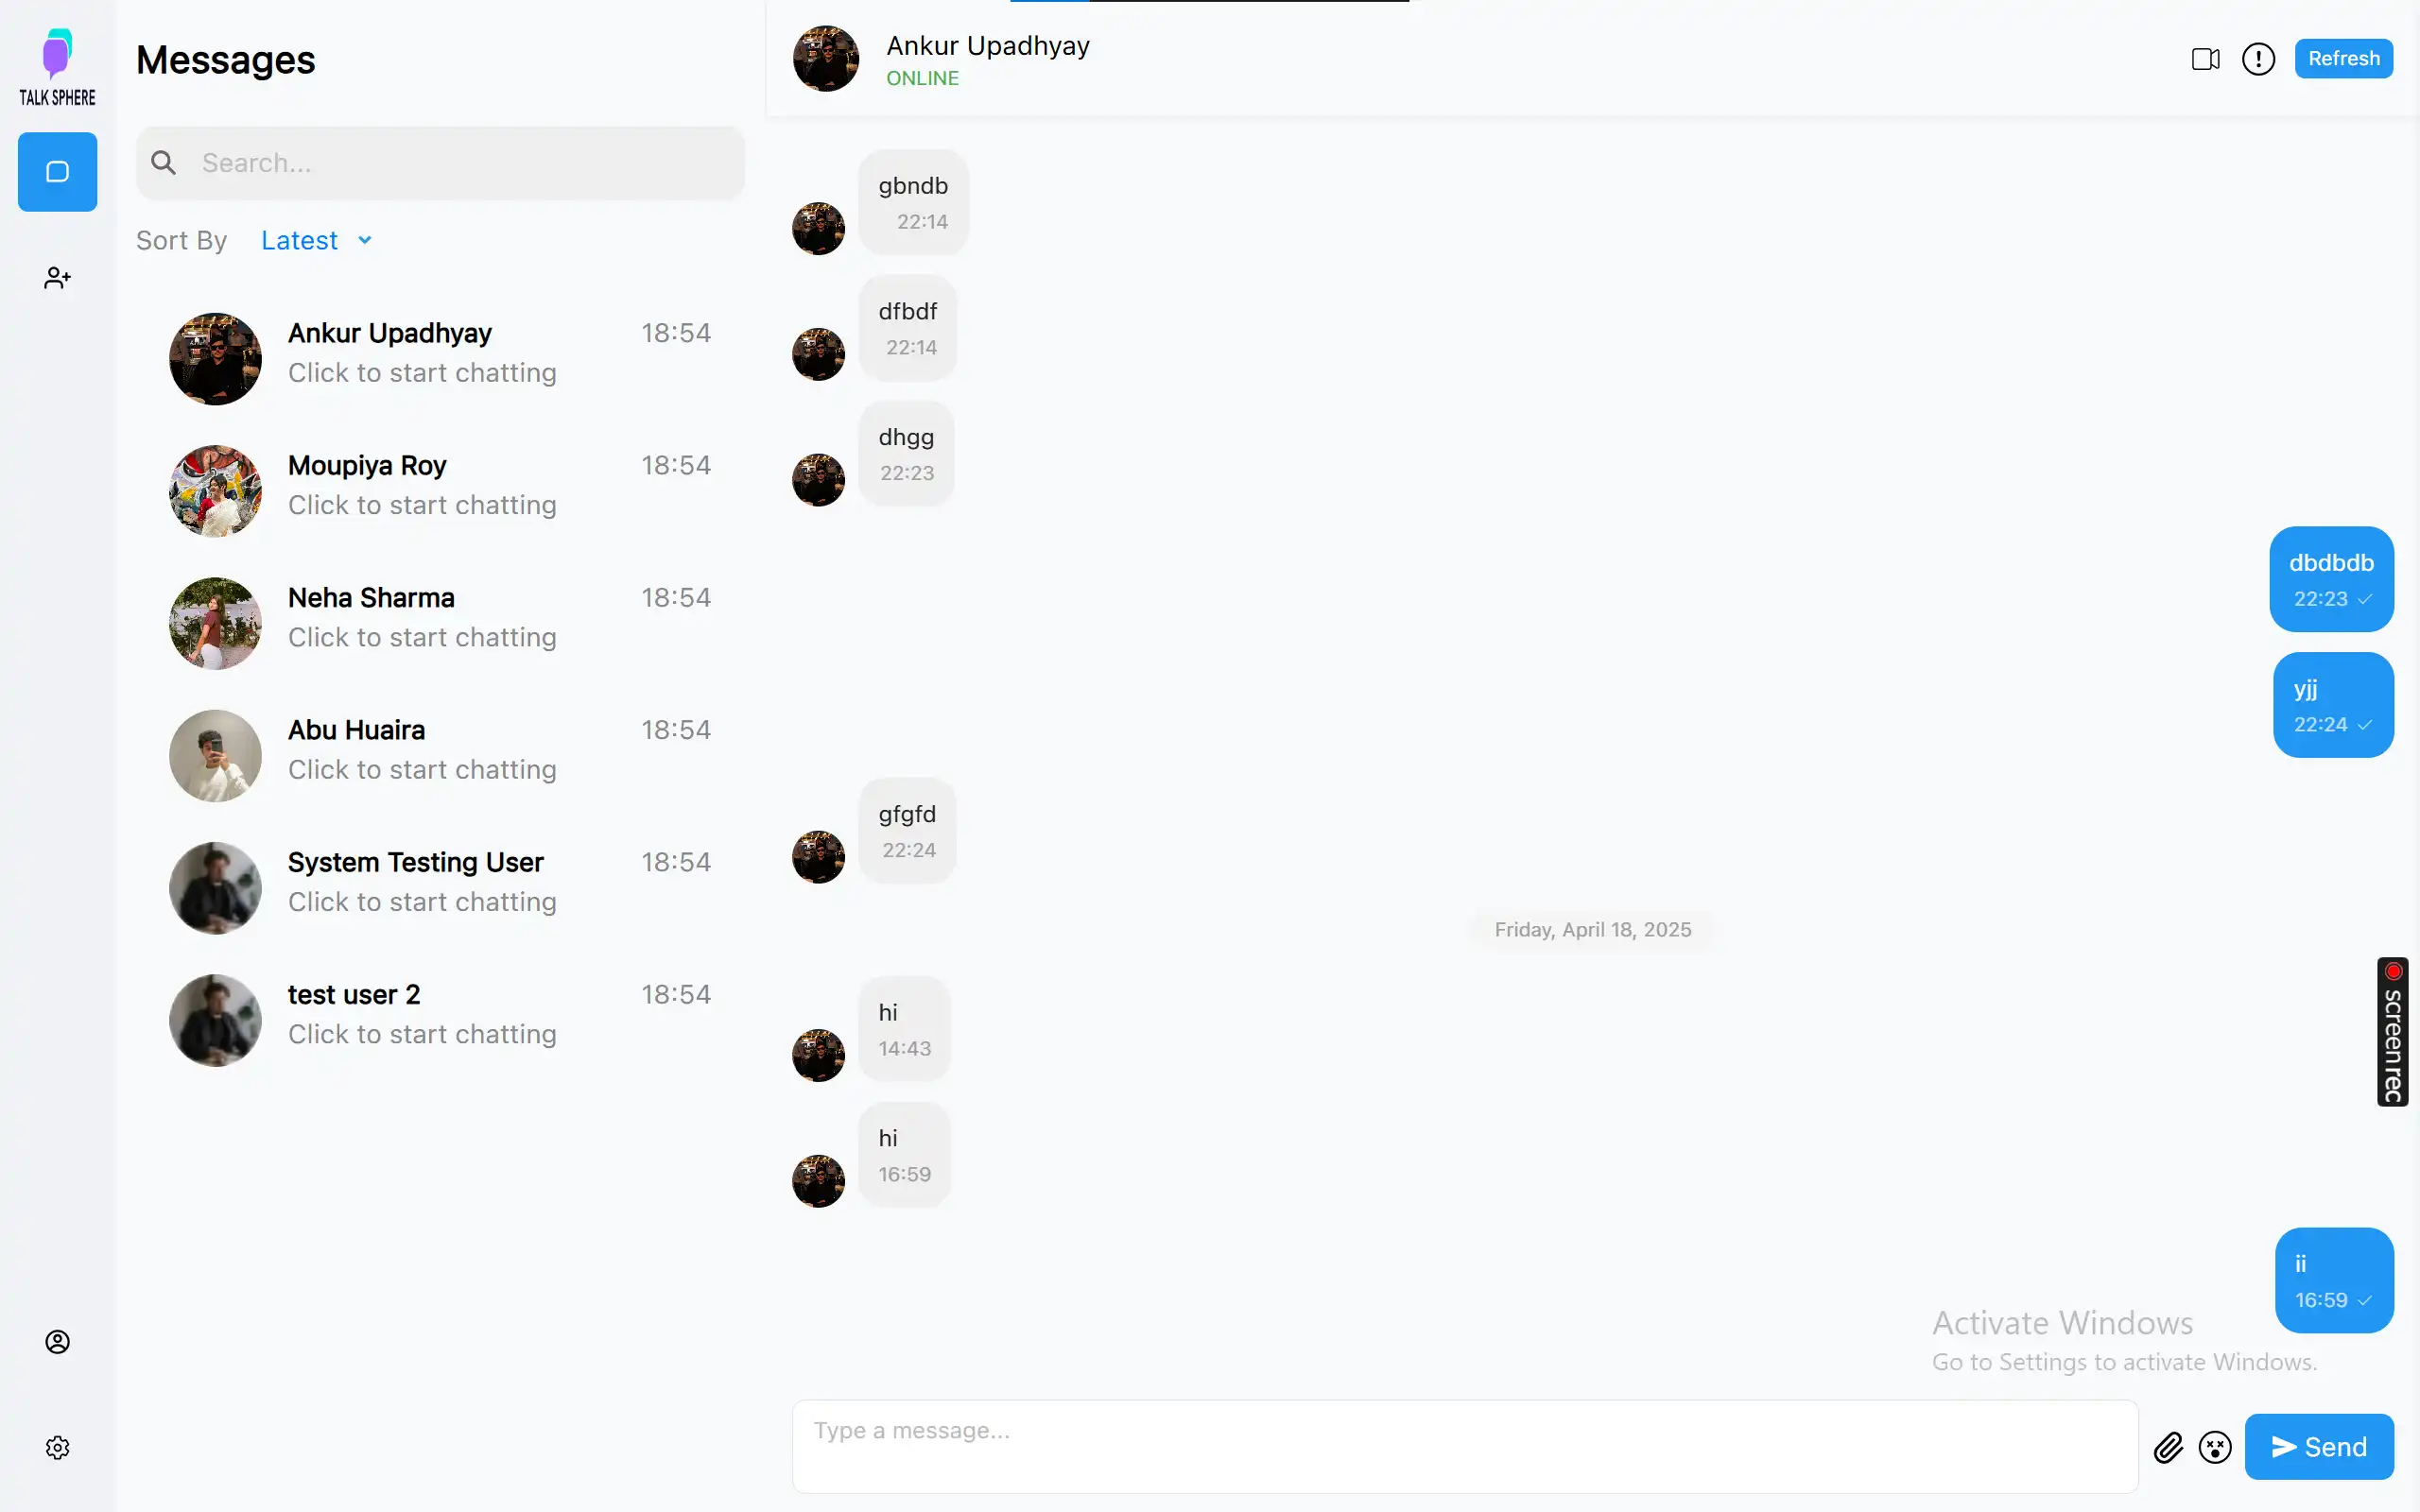 TALK SPHERE
Messages
Search...
Sort By Latest
Ankur Upadhyay 18:54
Click to start chatting
Moupiya Roy 18:54
Click to start chatting
Neha Sharma 18:54
Click to start chatting
Abu Huaira 18:54
Click to start chatting
System Testing User 18:54
Click to start chatting
test user 2 18:54
Click to start chatting
Ankur Upadhyay
ONLINE
Refresh
gbndb
22:14
dfbdf
22:14
dhgg
22:23
dbdbdb
22:23
yjj
22:24
gfgfd
22:24
Friday, April 18, 2025
hi
14:43
hi
16:59
ii
16:59
screenrec
Activate Windows
Go to Settings to activate Windows.
Type a message...
Send